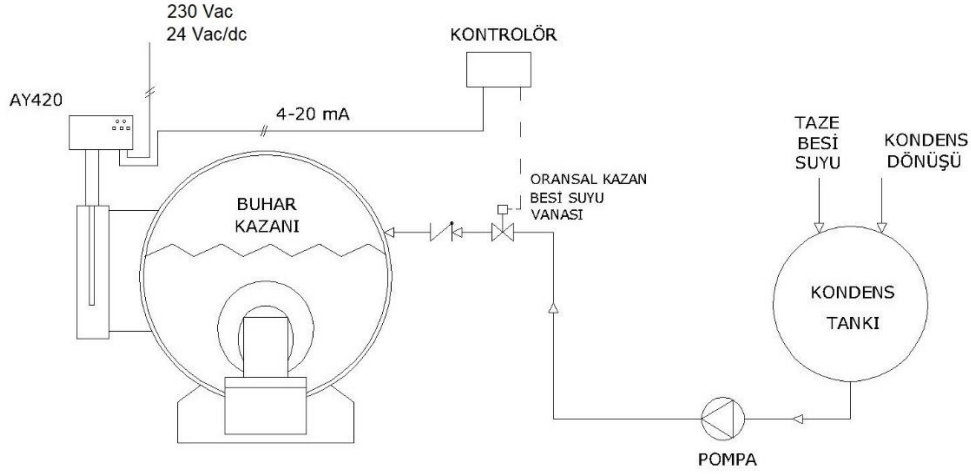 230 Vac
24 Vac/dc
KONTROLÖR
AY420
4-20 mA
TAZE
BESİ
SUYU
KONDENS
DÖNÜŞÜ
ORANSAL KAZAN
BESİ SUYU
VANASI
BUHAR
KAZANI
KONDENS
TANKI
POMPA